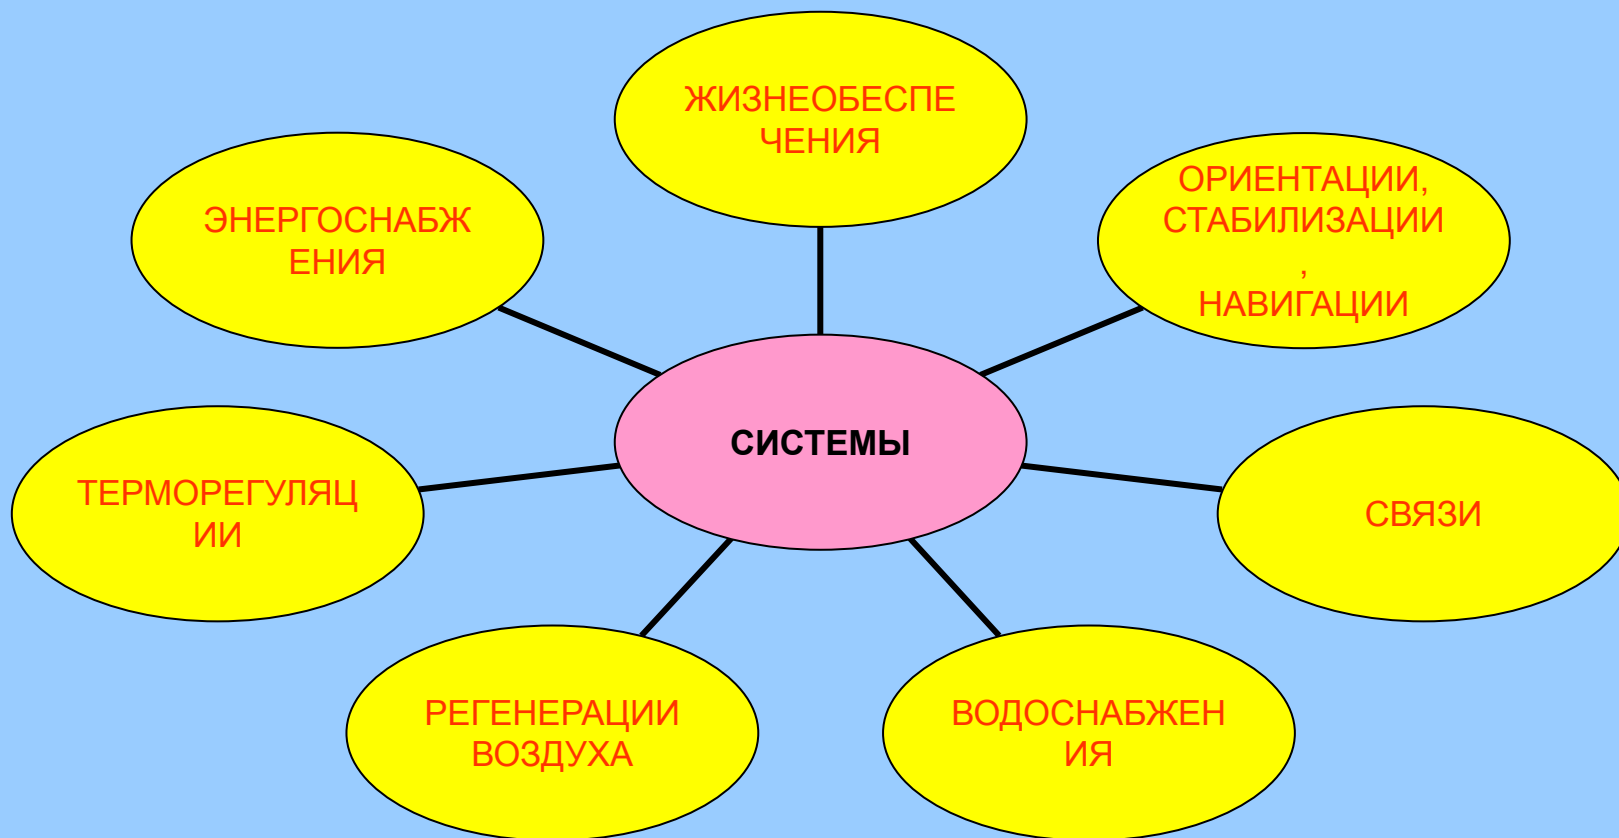 ЖИЗНЕОБЕСПЕ
ЧЕНИЯ
ОРИЕНТАЦИИ,
СТАБИЛИЗАЦИИ
,
НАВИГАЦИИ
ЭНЕРГОСНАБЖ
ЕНИЯ
СИСТЕМЫ
ТЕРМОРЕГУЛЯЦ
ИИ
СВЯЗИ
РЕГЕНЕРАЦИИ
ВОЗДУХА
ВОДОСНАБЖЕН
ИЯ